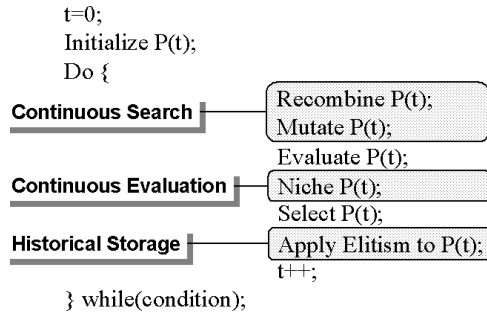 t=0;
Initialize P(t);
Do {
Continuous Search
Recombine P(t);
Mutate P(t);
Evaluate P(t);
Continuous Evaluation
Niche P(t);
Select P(t);
Historical Storage
Apply Elitism to P(t);
t++;
} while(condition);